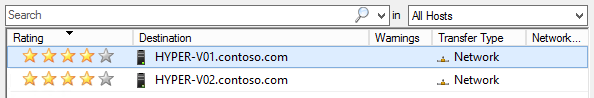 Search in All Hosts
Rating Destination Warnings Transfer Type Network...
HYPER-V01.contoso.com Network
HYPER-V02.contoso.com Network